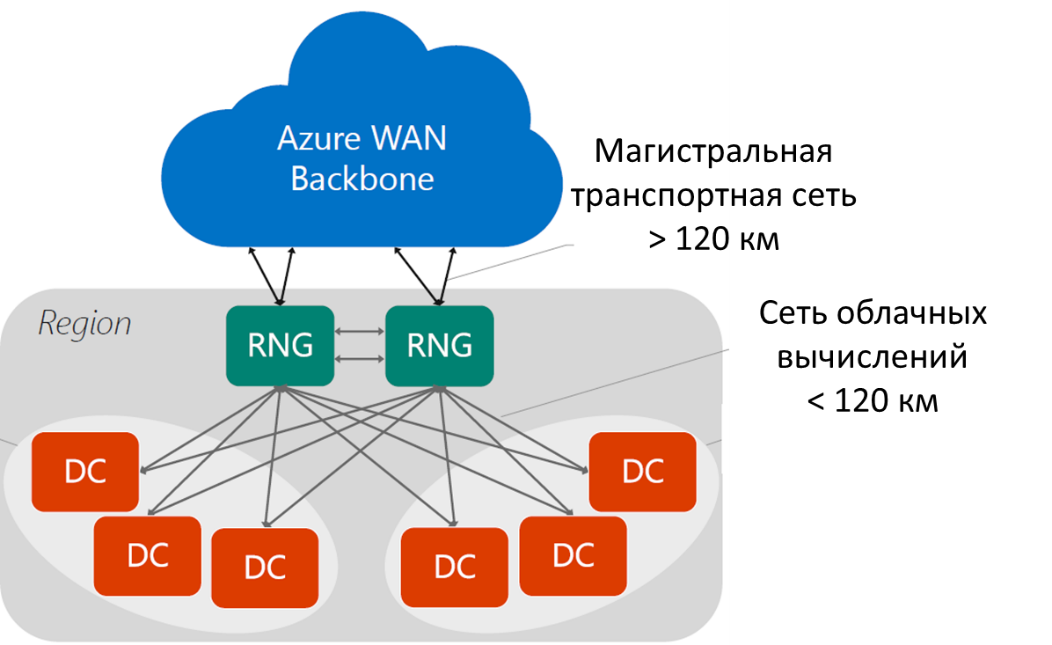 Azure WAN
Backbone
Магистральная
транспортная сеть
> 120 км
Region
RNG
RNG
Сеть облачных
вычислений
< 120 км
DC
DC
DC
DC
DC
DC